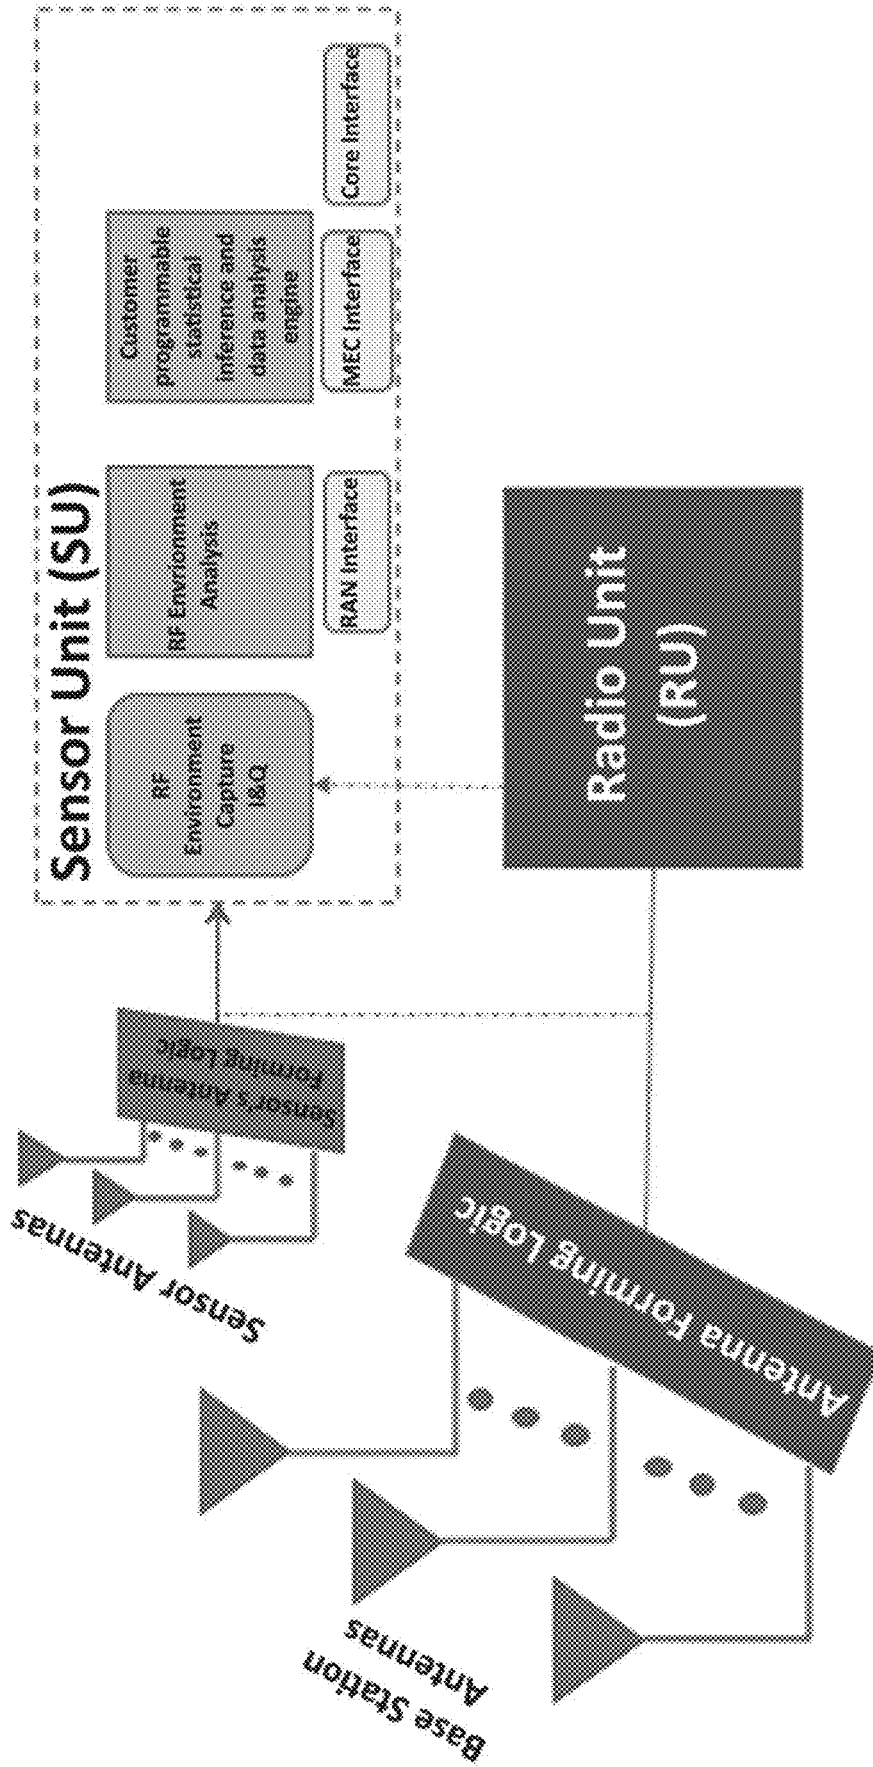 Sensor Unit (SU)
RF
Environment
Capture
I&Q
RF Envrionment
Analysis
Customer
programmable
statistical
inference and
data analysis
engine
RAN Interface
MEC Interface
Core Interface
Sensor Antennas
Sensor's Antenna
Forming Logic
Base Station
Antennas
Antenna Forming Logic
Radio Unit
(RU)